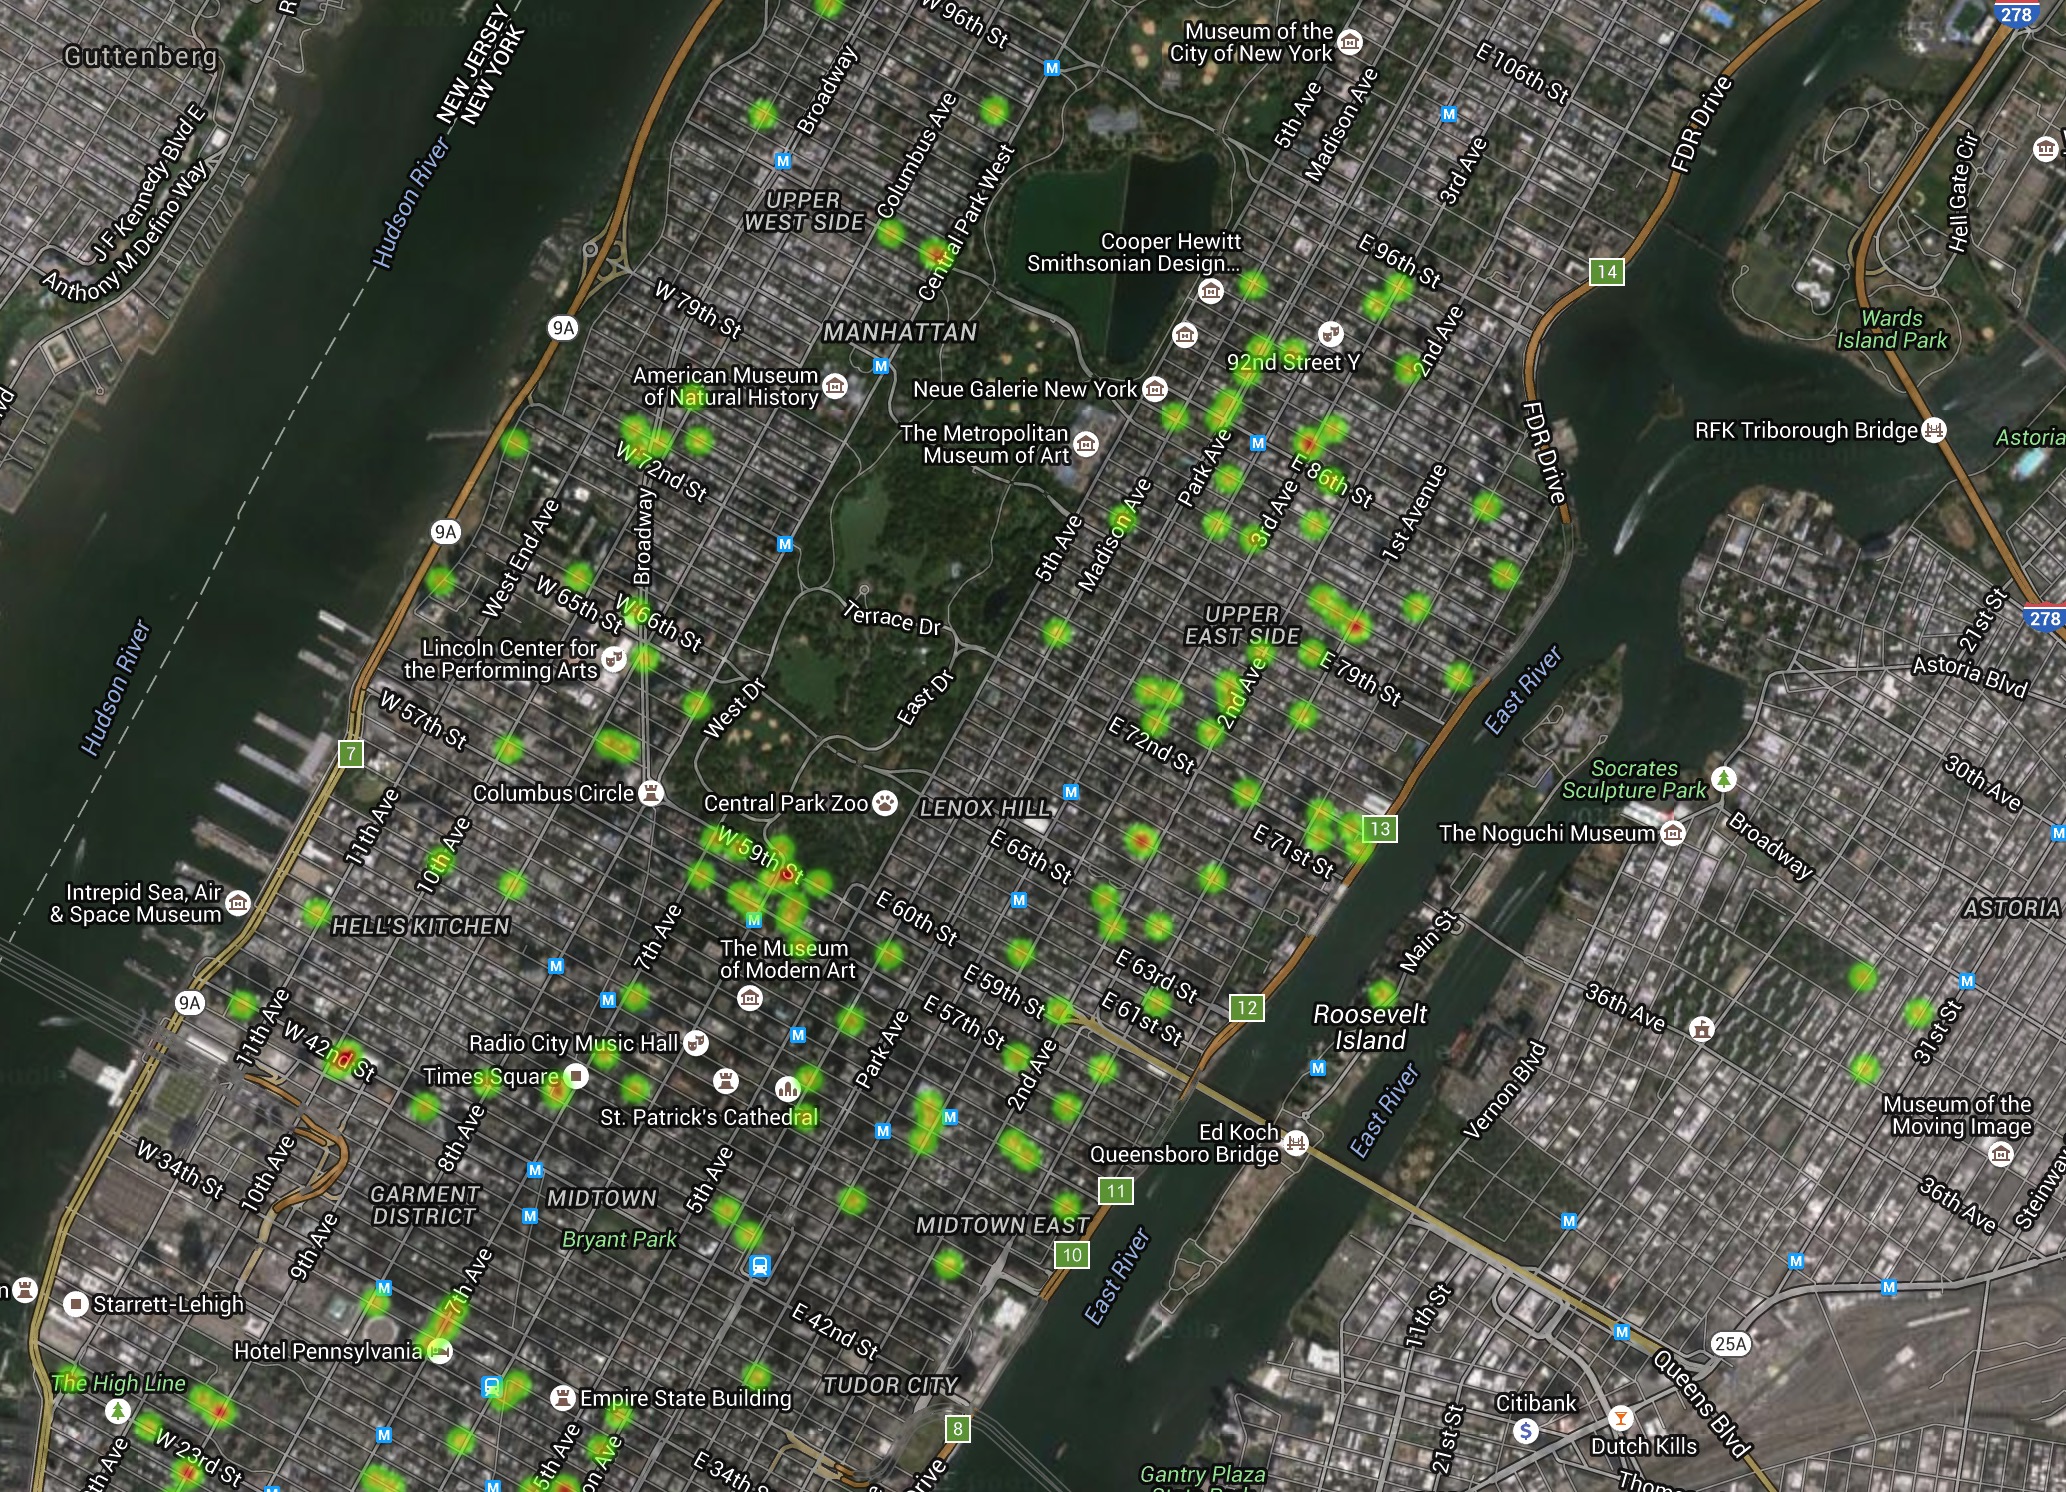 Guttenberg
NEW JERSEY
NEW YORK
W 96th St
Museum of the
City of New York
E 106th St
278
Broadway
Columbus Ave
5th Ave
Madison Ave
3rd Ave
FDR Drive
J F Kennedy Blvd E
Anthony M Defino Way
Hudson River
UPPER
WEST SIDE
Central Park West
Hell Gate Cir
Cooper Hewitt
Smithsonian Design...
E 96th St
14
W 79th St
9A
MANHATTAN
2nd Ave
Wards
Island Park
92nd Street Y
American Museum
of Natural History
Neue Galerie New York
The Metropolitan
Museum of Art
Park Ave
FDR Drive
RFK Triborough Bridge
Astoria
W 72nd St
E 86th St
3rd Ave
1st Avenue
9A
West End Ave
Broadway
5th Ave
Madison Ave
W 65th St
W 66th St
Terrace Dr
UPPER
EAST SIDE
21st St
278
Hudson River
Lincoln Center for
the Performing Arts
West Dr
East Dr
2nd Ave
E 79th St
East River
Astoria Blvd
W 57th St
7
E 72nd St
Columbus Circle
Central Park Zoo
LENOX HILL
Socrates
Sculpture Park
30th Ave
11th Ave
10th Ave
W 59th St
E 65th St
E 71st St
13
The Noguchi Museum
Broadway
Intrepid Sea, Air
& Space Museum
HELL'S KITCHEN
7th Ave
The Museum
of Modern Art
E 60th St
E 59th St
E 63rd St
Main St
ASTORIA
9A
11th Ave
W 42nd St
Radio City Music Hall
Park Ave
E 57th St
E 61st St
12
Roosevelt
Island
36th Ave
31st St
Times Square
8th Ave
St. Patrick's Cathedral
2nd Ave
East River
Vernon Blvd
Museum of the
Moving Image
Ed Koch
Queensboro Bridge
W 34th St
10th Ave
GARMENT
DISTRICT
MIDTOWN
5th Ave
11
36th Ave
Steinway
9th Ave
Bryant Park
MIDTOWN EAST
10
East River
Starrett-Lehigh
7th Ave
E 42nd St
11th St
25A
Hotel Pennsylvania
The High Line
Empire State Building
TUDOR CITY
Queens Blvd
Citibank
Dutch Kills
W 23rd St
5th Ave
8
E 34th S
21st St
Gantry Plaza